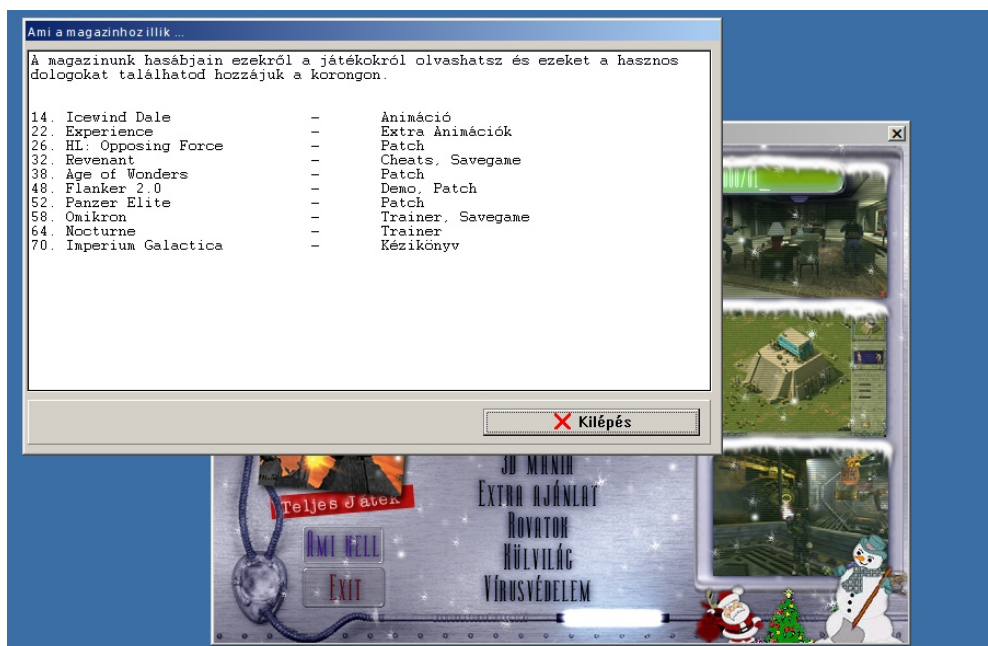 Ami a magazinhoz illik ...
A magazinunk hasábjain ezekről a játékokról olvashatsz és ezeket a hasznos
dologokat találhatod hozzájuk a korongon.
14. Icewind Dale – Animáció
22. Experience – Extra Animációk
26. HL: Opposing Force – Patch
32. Revenant – Cheats, Savegame
38. Age of Wonders – Patch
48. Flanker 2.0 – Demo, Patch
52. Panzer Elite – Patch
58. Omikron – Trainer, Savegame
64. Nocturne – Trainer
70. Imperium Galactica – Kézikönyv
Kilépés
3D MÁNIA
Teljes Játék
EXTRA AJÁNLAT
ROVATOK
AMI KELL
KÜLVILÁG
EXIT
VÍRUSVÉDELEM